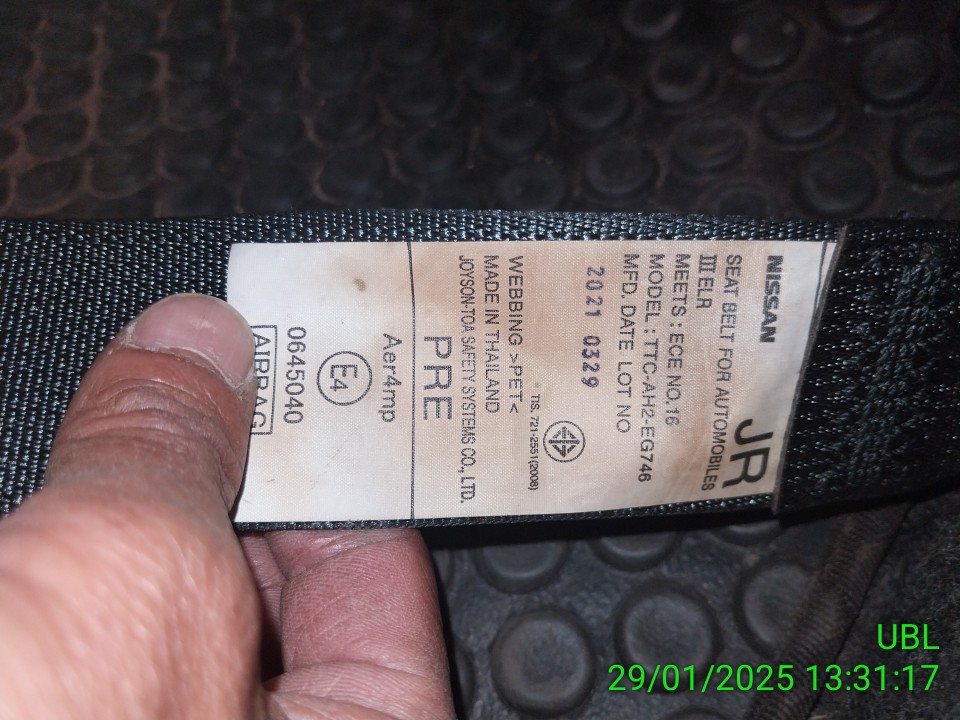 NISSAN
JR
SEAT BELT FOR AUTOMOBILES
III ELR
MEETS : ECE NO.16
MODEL : TTC-AH2-EG746
MFD. DATE LOT NO
2021 0329
TIS. 721-2551(2008)
WEBBING >PET<
MADE IN THAILAND
JOYSON-TOA SAFETY SYSTEMS CO., LTD.
PRE
Aer4mp
E4
0645040
AIRBAG
UBL
29/01/2025 13:31:17